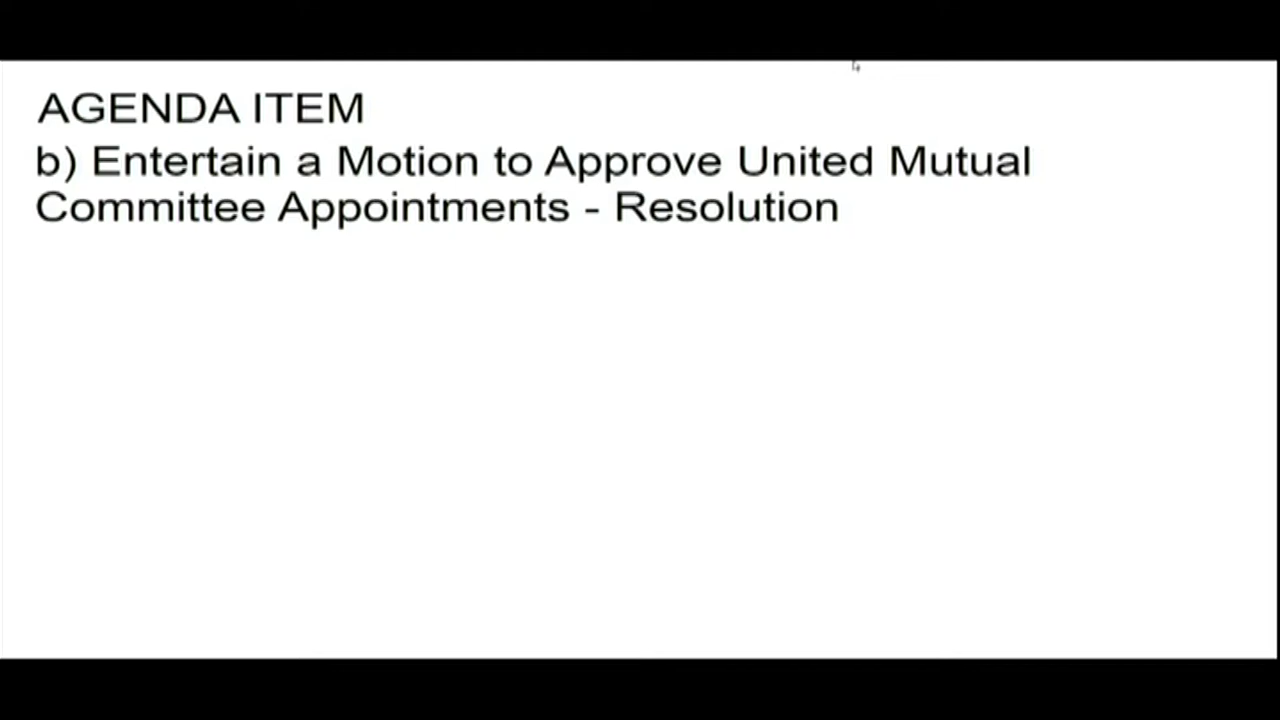 AGENDA ITEM
b) Entertain a Motion to Approve United Mutual
Committee Appointments - Resolution